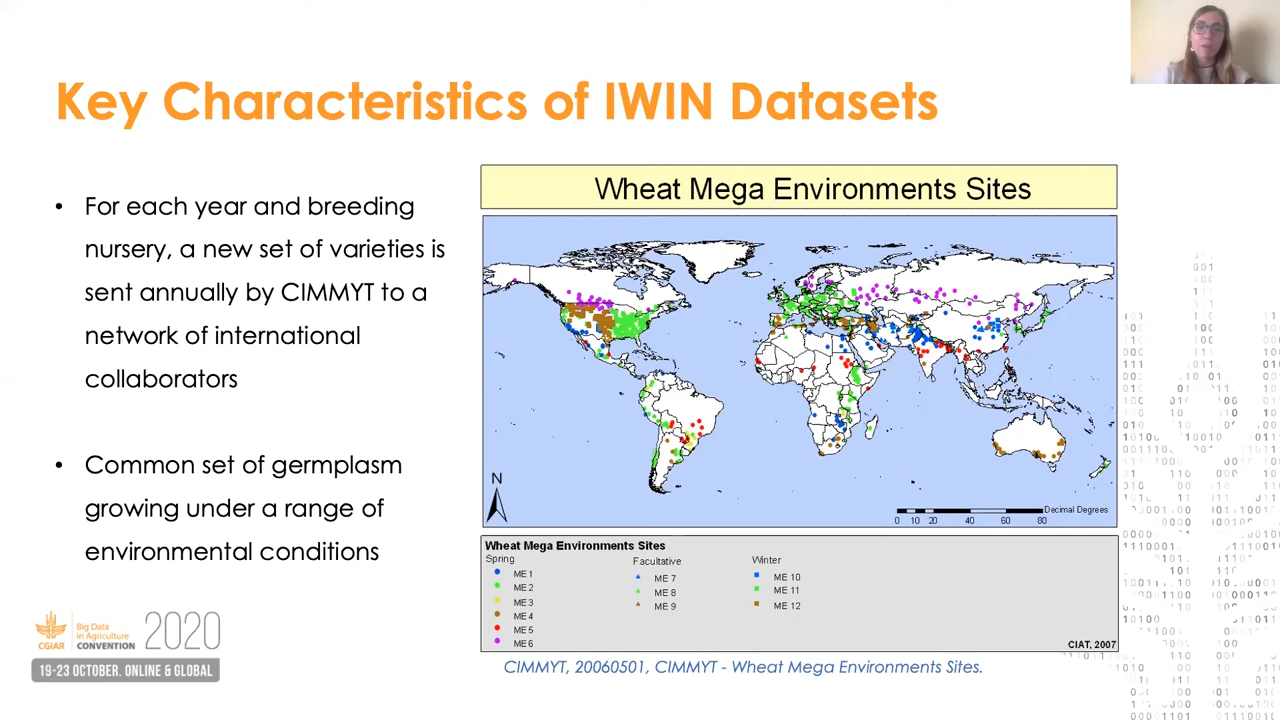 Key Characteristics of IWIN Datasets
• For each year and breeding
nursery, a new set of varieties is
sent annually by CIMMYT to a
network of international
collaborators
• Common set of germplasm
growing under a range of
environmental conditions
Wheat Mega Environments Sites
N
Decimal Degrees
0 10 20 40 60 80
Wheat Mega Environments Sites
Spring
ME 1
ME 2
ME 3
ME 4
ME 5
ME 6
Facultative
ME 7
ME 8
ME 9
Winter
ME 10
ME 11
ME 12
CIAT, 2007
CIMMYT, 20060501, CIMMYT - Wheat Mega Environments Sites.
CGIAR
Big Data
in Agriculture
CONVENTION
2020
19-23 OCTOBER. ONLINE & GLOBAL